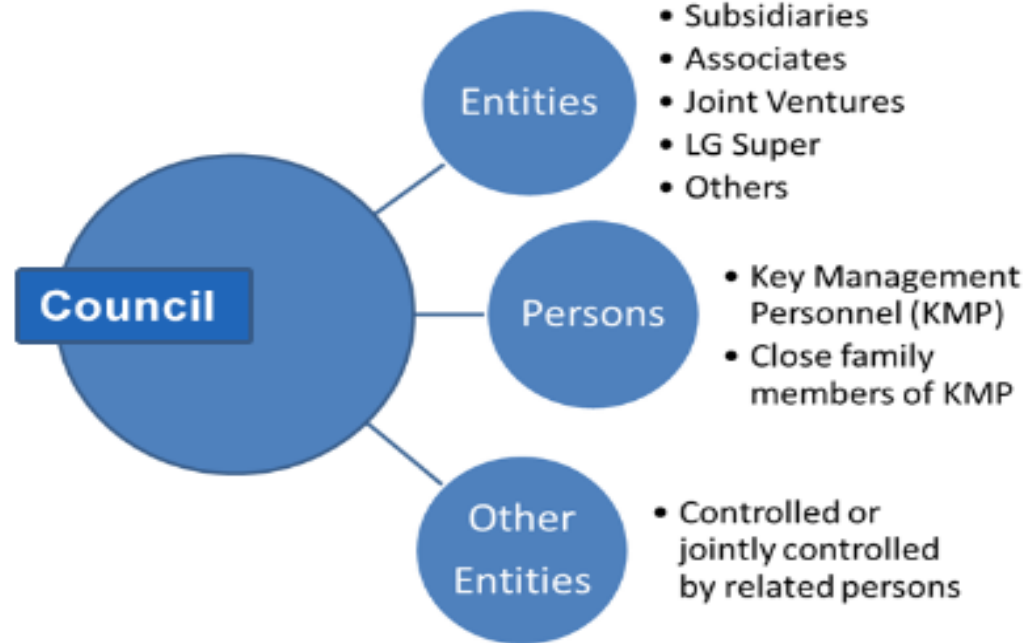 Council
Entities
• Subsidiaries
• Associates
• Joint Ventures
• LG Super
• Others
Persons
• Key Management
Personnel (KMP)
• Close family
members of KMP
Other
Entities
• Controlled or
jointly controlled
by related persons